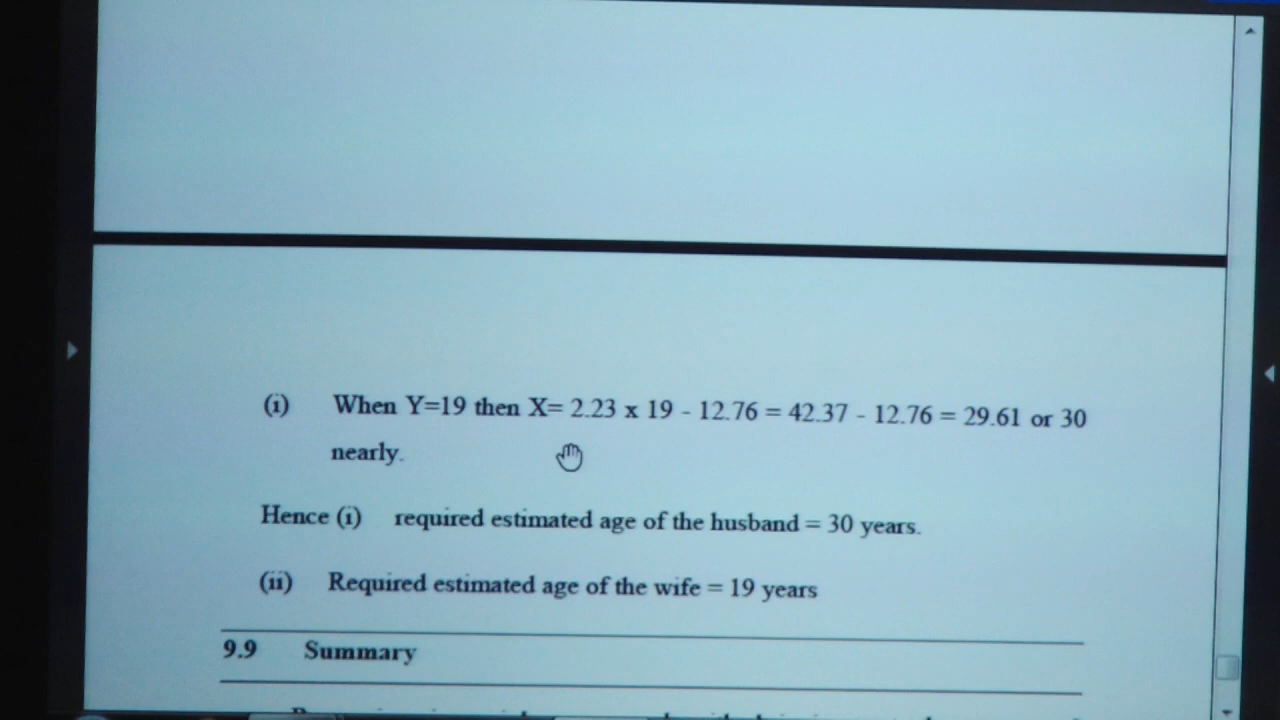 (i) When Y=19 then X= 2.23 x 19 - 12.76 = 42.37 - 12.76 = 29.61 or 30
nearly.
Hence (i) required estimated age of the husband = 30 years.
(ii) Required estimated age of the wife = 19 years
9.9 Summary